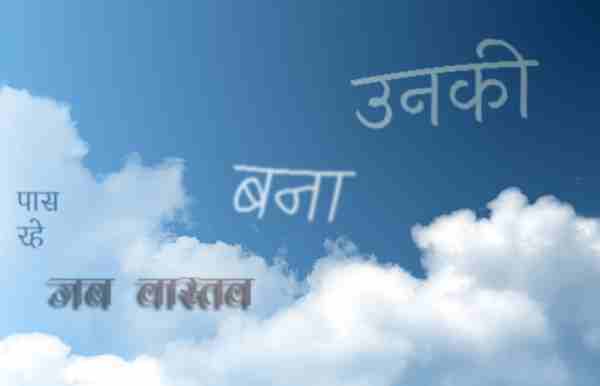 उनकी
बना
पास
रहे
जब वास्तव